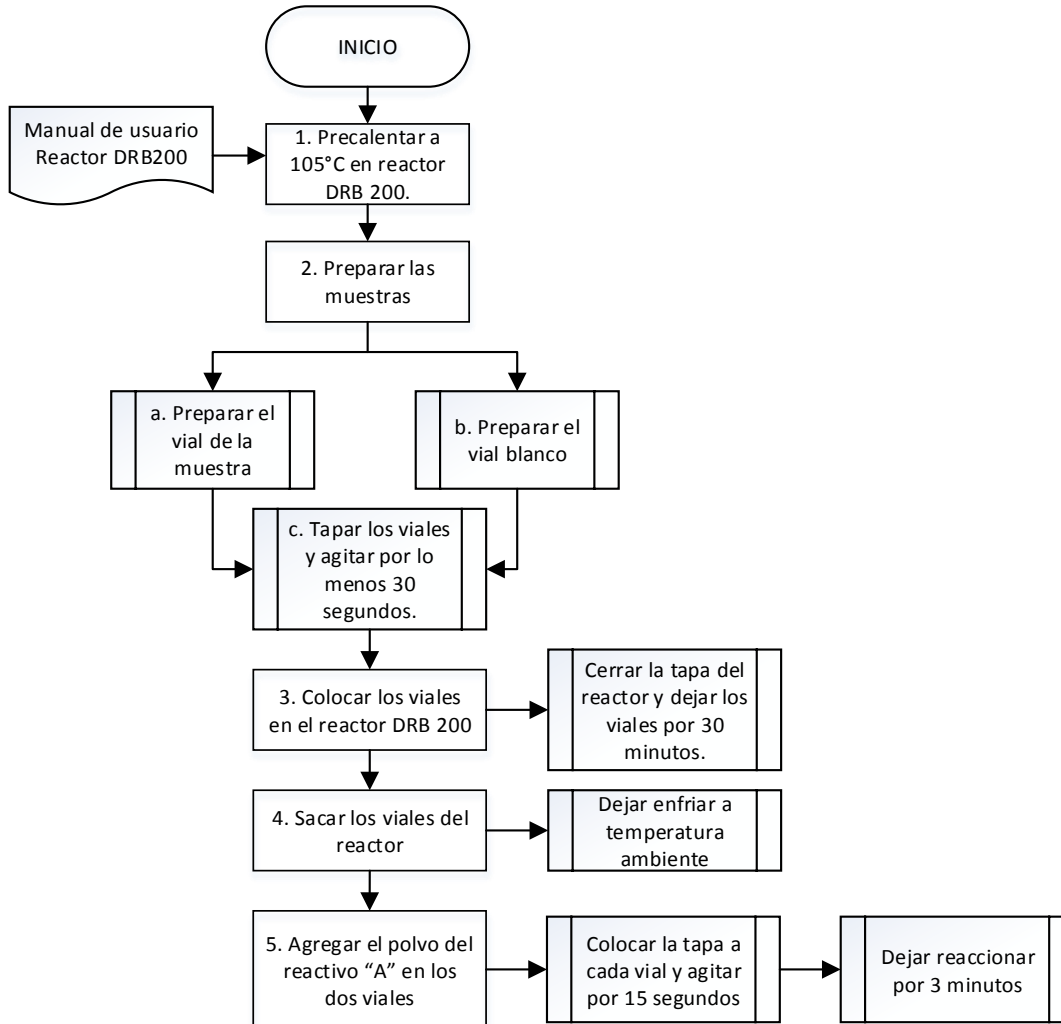 INICIO
Manual de usuario
Reactor DRB200
1. Precalentar a
105°C en reactor
DRB 200.
2. Preparar las
muestras
a. Preparar el
vial de la
muestra
b. Preparar el
vial blanco
c. Tapar los viales
y agitar por lo
menos 30
segundos.
3. Colocar los viales
en el reactor DRB 200
Cerrar la tapa del
reactor y dejar los
viales por 30
minutos.
4. Sacar los viales del
reactor
Dejar enfriar a
temperatura
ambiente
5. Agregar el polvo del
reactivo “A” en los
dos viales
Colocar la tapa a
cada vial y agitar
por 15 segundos
Dejar reaccionar
por 3 minutos